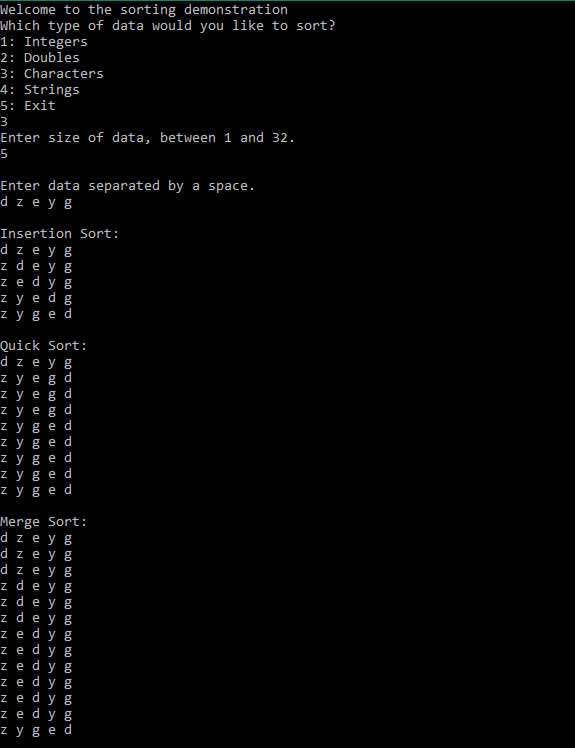 Welcome to the sorting demonstration
Which type of data would you like to sort?
1: Integers
2: Doubles
3: Characters
4: Strings
5: Exit
3
Enter size of data, between 1 and 32.
5
Enter data separated by a space.
d z e y g
Insertion Sort:
d z e y g
z d e y g
z e d y g
z y e d g
z y g e d
Quick Sort:
d z e y g
z y e g d
z y e g d
z y e g d
z y g e d
z y g e d
z y g e d
z y g e d
z y g e d
Merge Sort:
d z e y g
d z e y g
d z e y g
z d e y g
z d e y g
z d e y g
z e d y g
z e d y g
z e d y g
z e d y g
z e d y g
z e d y g
z y g e d